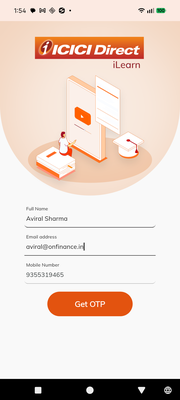 1:54
100
ICICI Direct
iLearn
Full Name
Aviral Sharma
Email address
aviral@onfinance.in
Mobile Number
9355319465
Get OTP